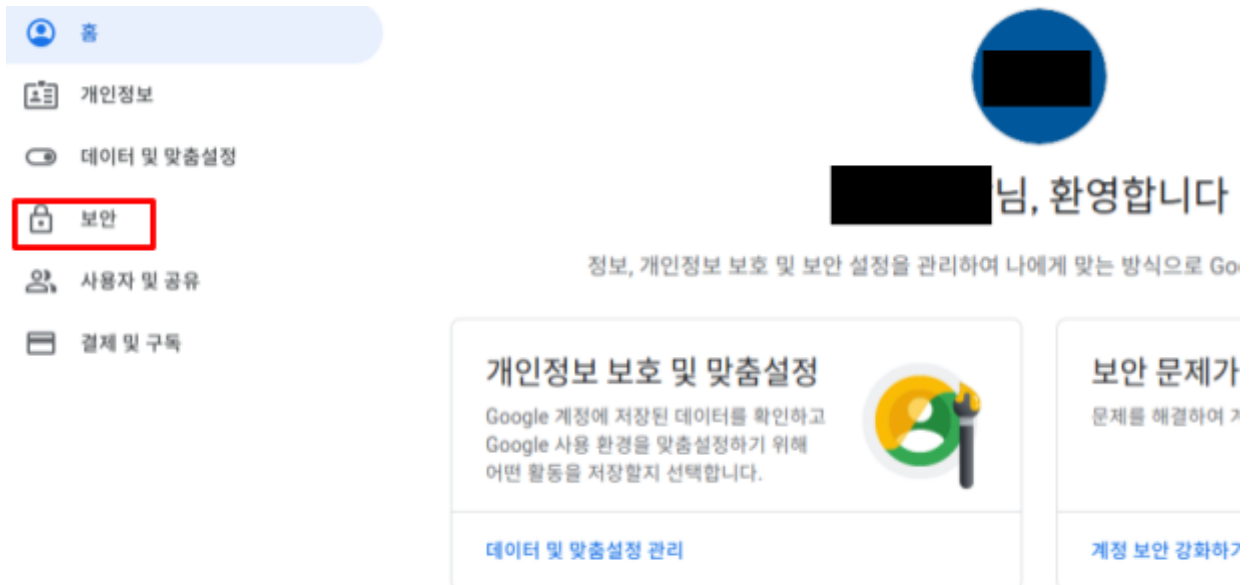 홈
개인정보
데이터 및 맞춤설정
보안
사용자 및 공유
결제 및 구독
님, 환영합니다
정보, 개인정보 보호 및 보안 설정을 관리하여 나에게 맞는 방식으로
개인정보 보호 및 맞춤설정
Google 계정에 저장된 데이터를 확인하고
Google 사용 환경을 맞춤설정하기 위해
어떤 활동을 저장할지 선택합니다.
데이터 및 맞춤설정 관리
보안 문제가
문제를 해결하여
계정 보안 강화하기